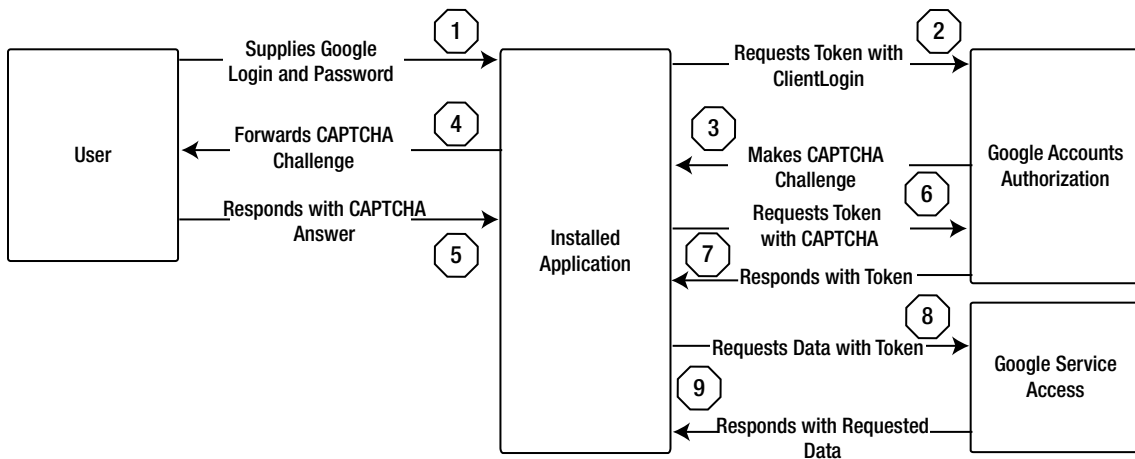 User
1
Supplies Google
Login and Password
4
Forwards CAPTCHA
Challenge
Responds with CAPTCHA
Answer
5
Installed
Application
2
Requests Token with
ClientLogin
3
Makes CAPTCHA
Challenge
6
Requests Token
with CAPTCHA
7
Responds with Token
Google Accounts
Authorization
8
Requests Data with Token
9
Responds with Requested
Data
Google Service
Access